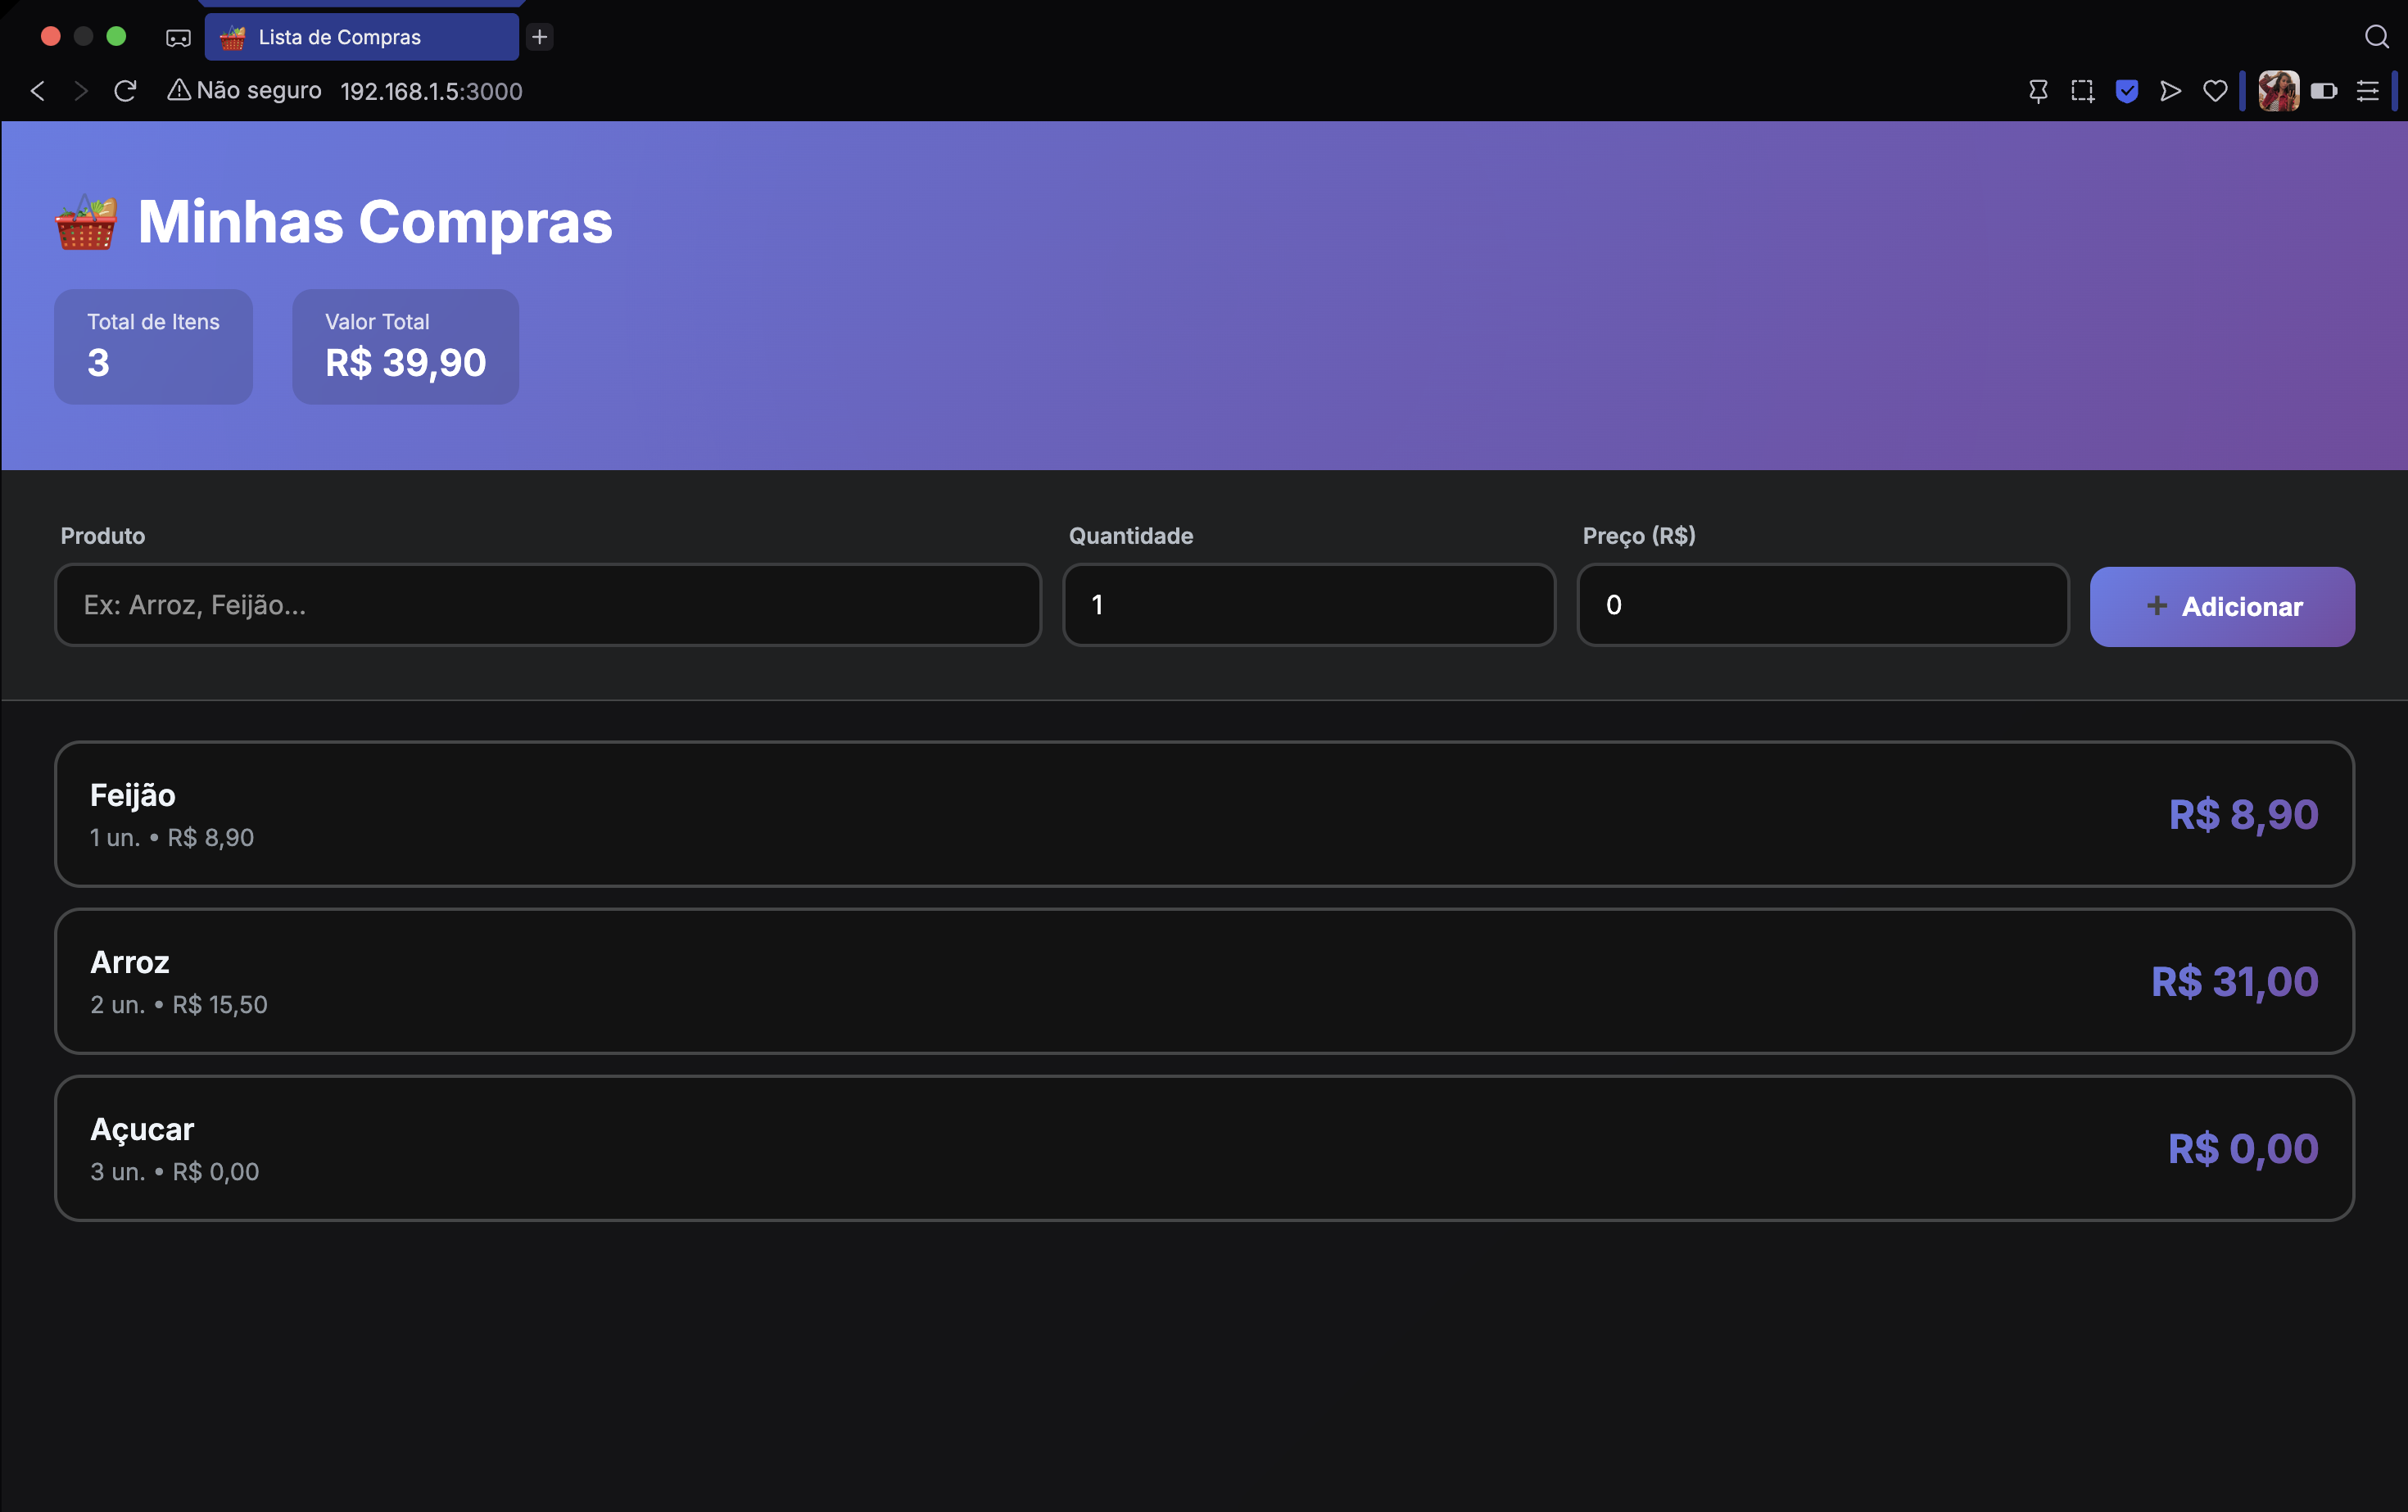 Lista de Compras
Não seguro 192.168.1.5:3000
Minhas Compras
Total de Itens
3
Valor Total
R$ 39,90
Produto
Ex: Arroz, Feijão...
Quantidade
1
Preço (R$)
0
+ Adicionar
Feijão
1 un. • R$ 8,90
R$ 8,90
Arroz
2 un. • R$ 15,50
R$ 31,00
Açucar
3 un. • R$ 0,00
R$ 0,00